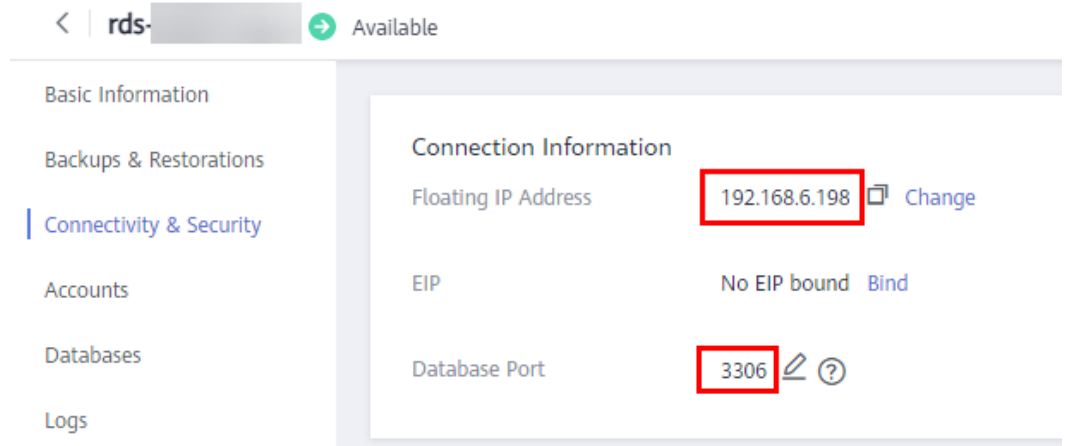 rds-
Available
Basic Information
Backups & Restorations
Connectivity & Security
Accounts
Databases
Logs
Connection Information
Floating IP Address 192.168.6.198 Change
EIP No EIP bound Bind
Database Port 3306